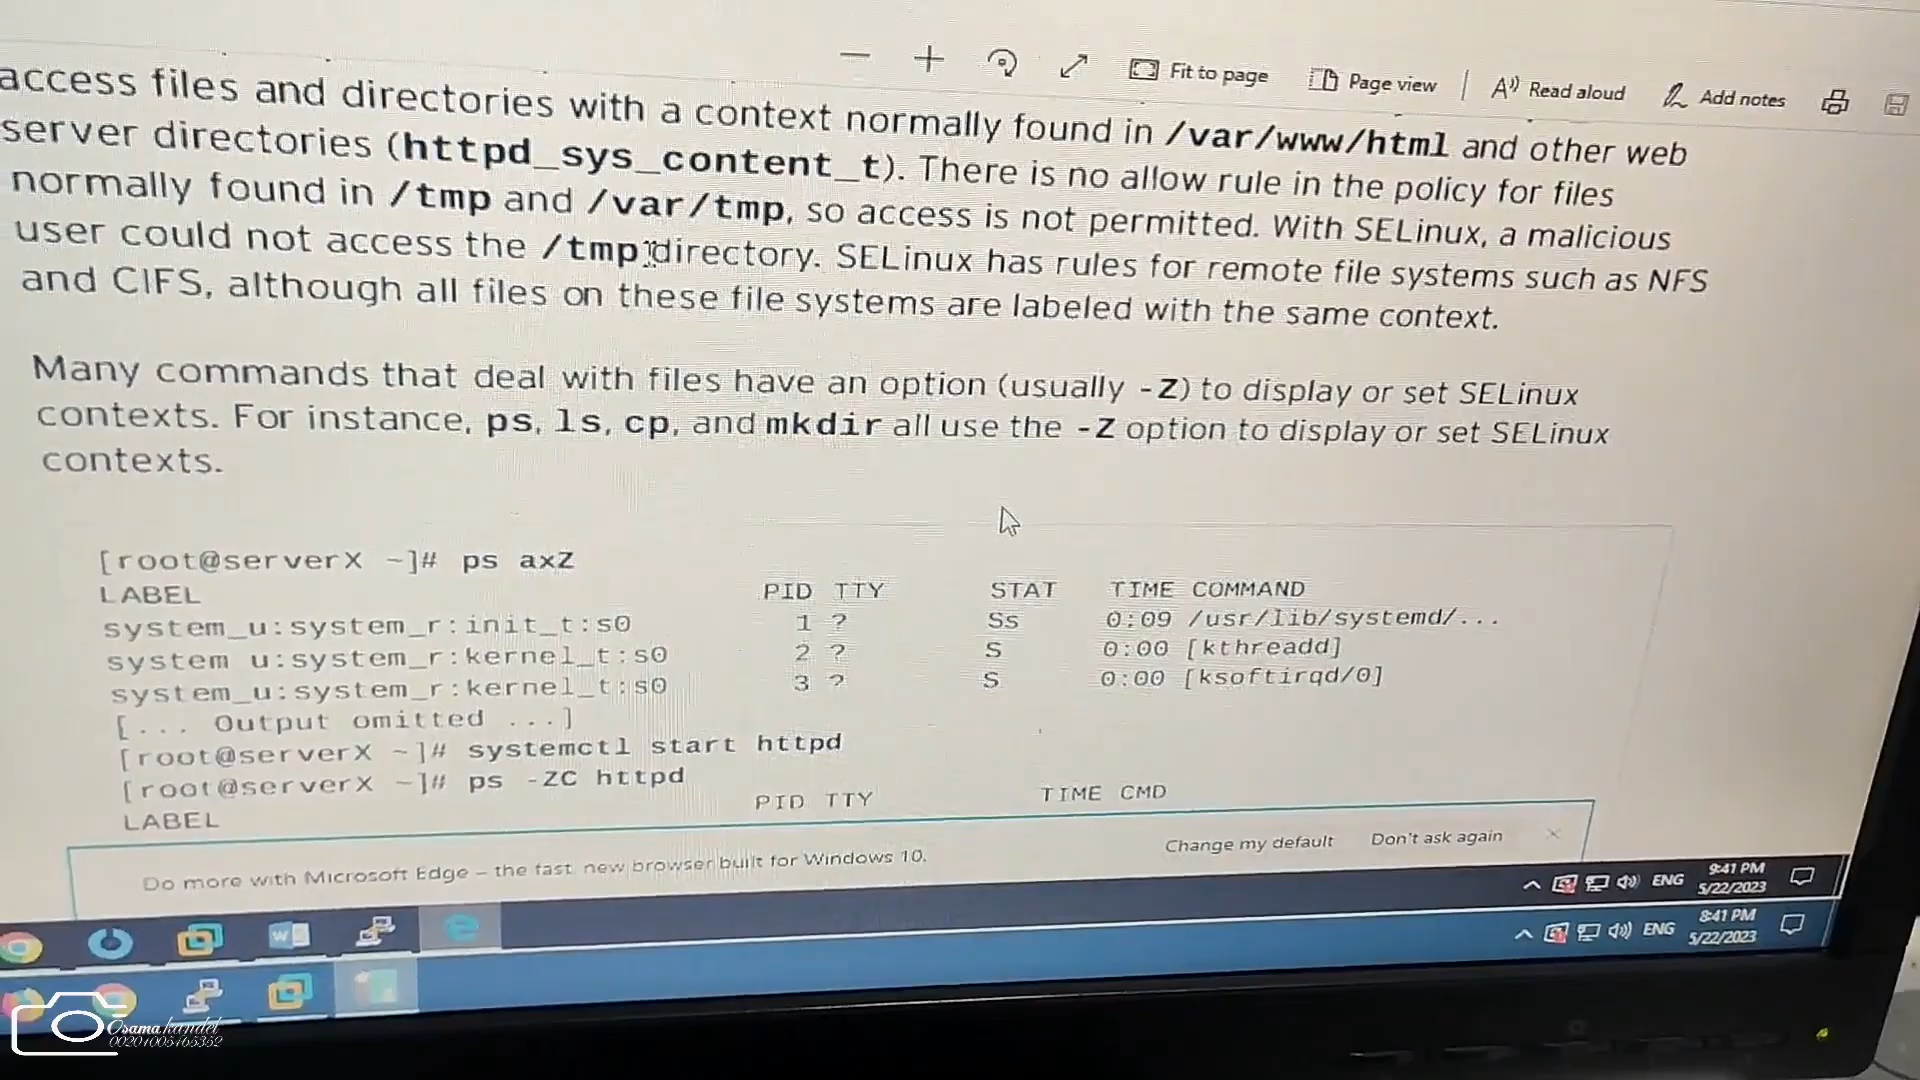 Fit to page Page view Read aloud Add notes
access files and directories with a context normally found in /var/www/html and other web
server directories (httpd_sys_content_t). There is no allow rule in the policy for files
normally found in /tmp and /var/tmp, so access is not permitted. With SELinux, a malicious
user could not access the /tmp directory. SELinux has rules for remote file systems such as NFS
and CIFS, although all files on these file systems are labeled with the same context.
Many commands that deal with files have an option (usually -Z) to display or set SELinux
contexts. For instance, ps, ls, cp, and mkdir all use the -Z option to display or set SELinux
contexts.
[root@serverX ~]# ps axZ
LABEL PID TTY STAT TIME COMMAND
system_u:system_r:init_t:s0 1 ? Ss 0:09 /usr/lib/systemd/...
system_u:system_r:kernel_t:s0 2 ? S 0:00 [kthreadd]
system_u:system_r:kernel_t:s0 3 ? S 0:00 [ksoftirqd/0]
[... Output omitted ...]
[root@serverX ~]# systemctl start httpd
[root@serverX ~]# ps -ZC httpd
LABEL PID TTY TIME CMD
Do more with Microsoft Edge – the fast, new browser built for Windows 10. Change my default Don't ask again
ENG 9:41 PM
5/22/2023
ENG 8:41 PM
5/22/2023
Osama kandel
00201005465352